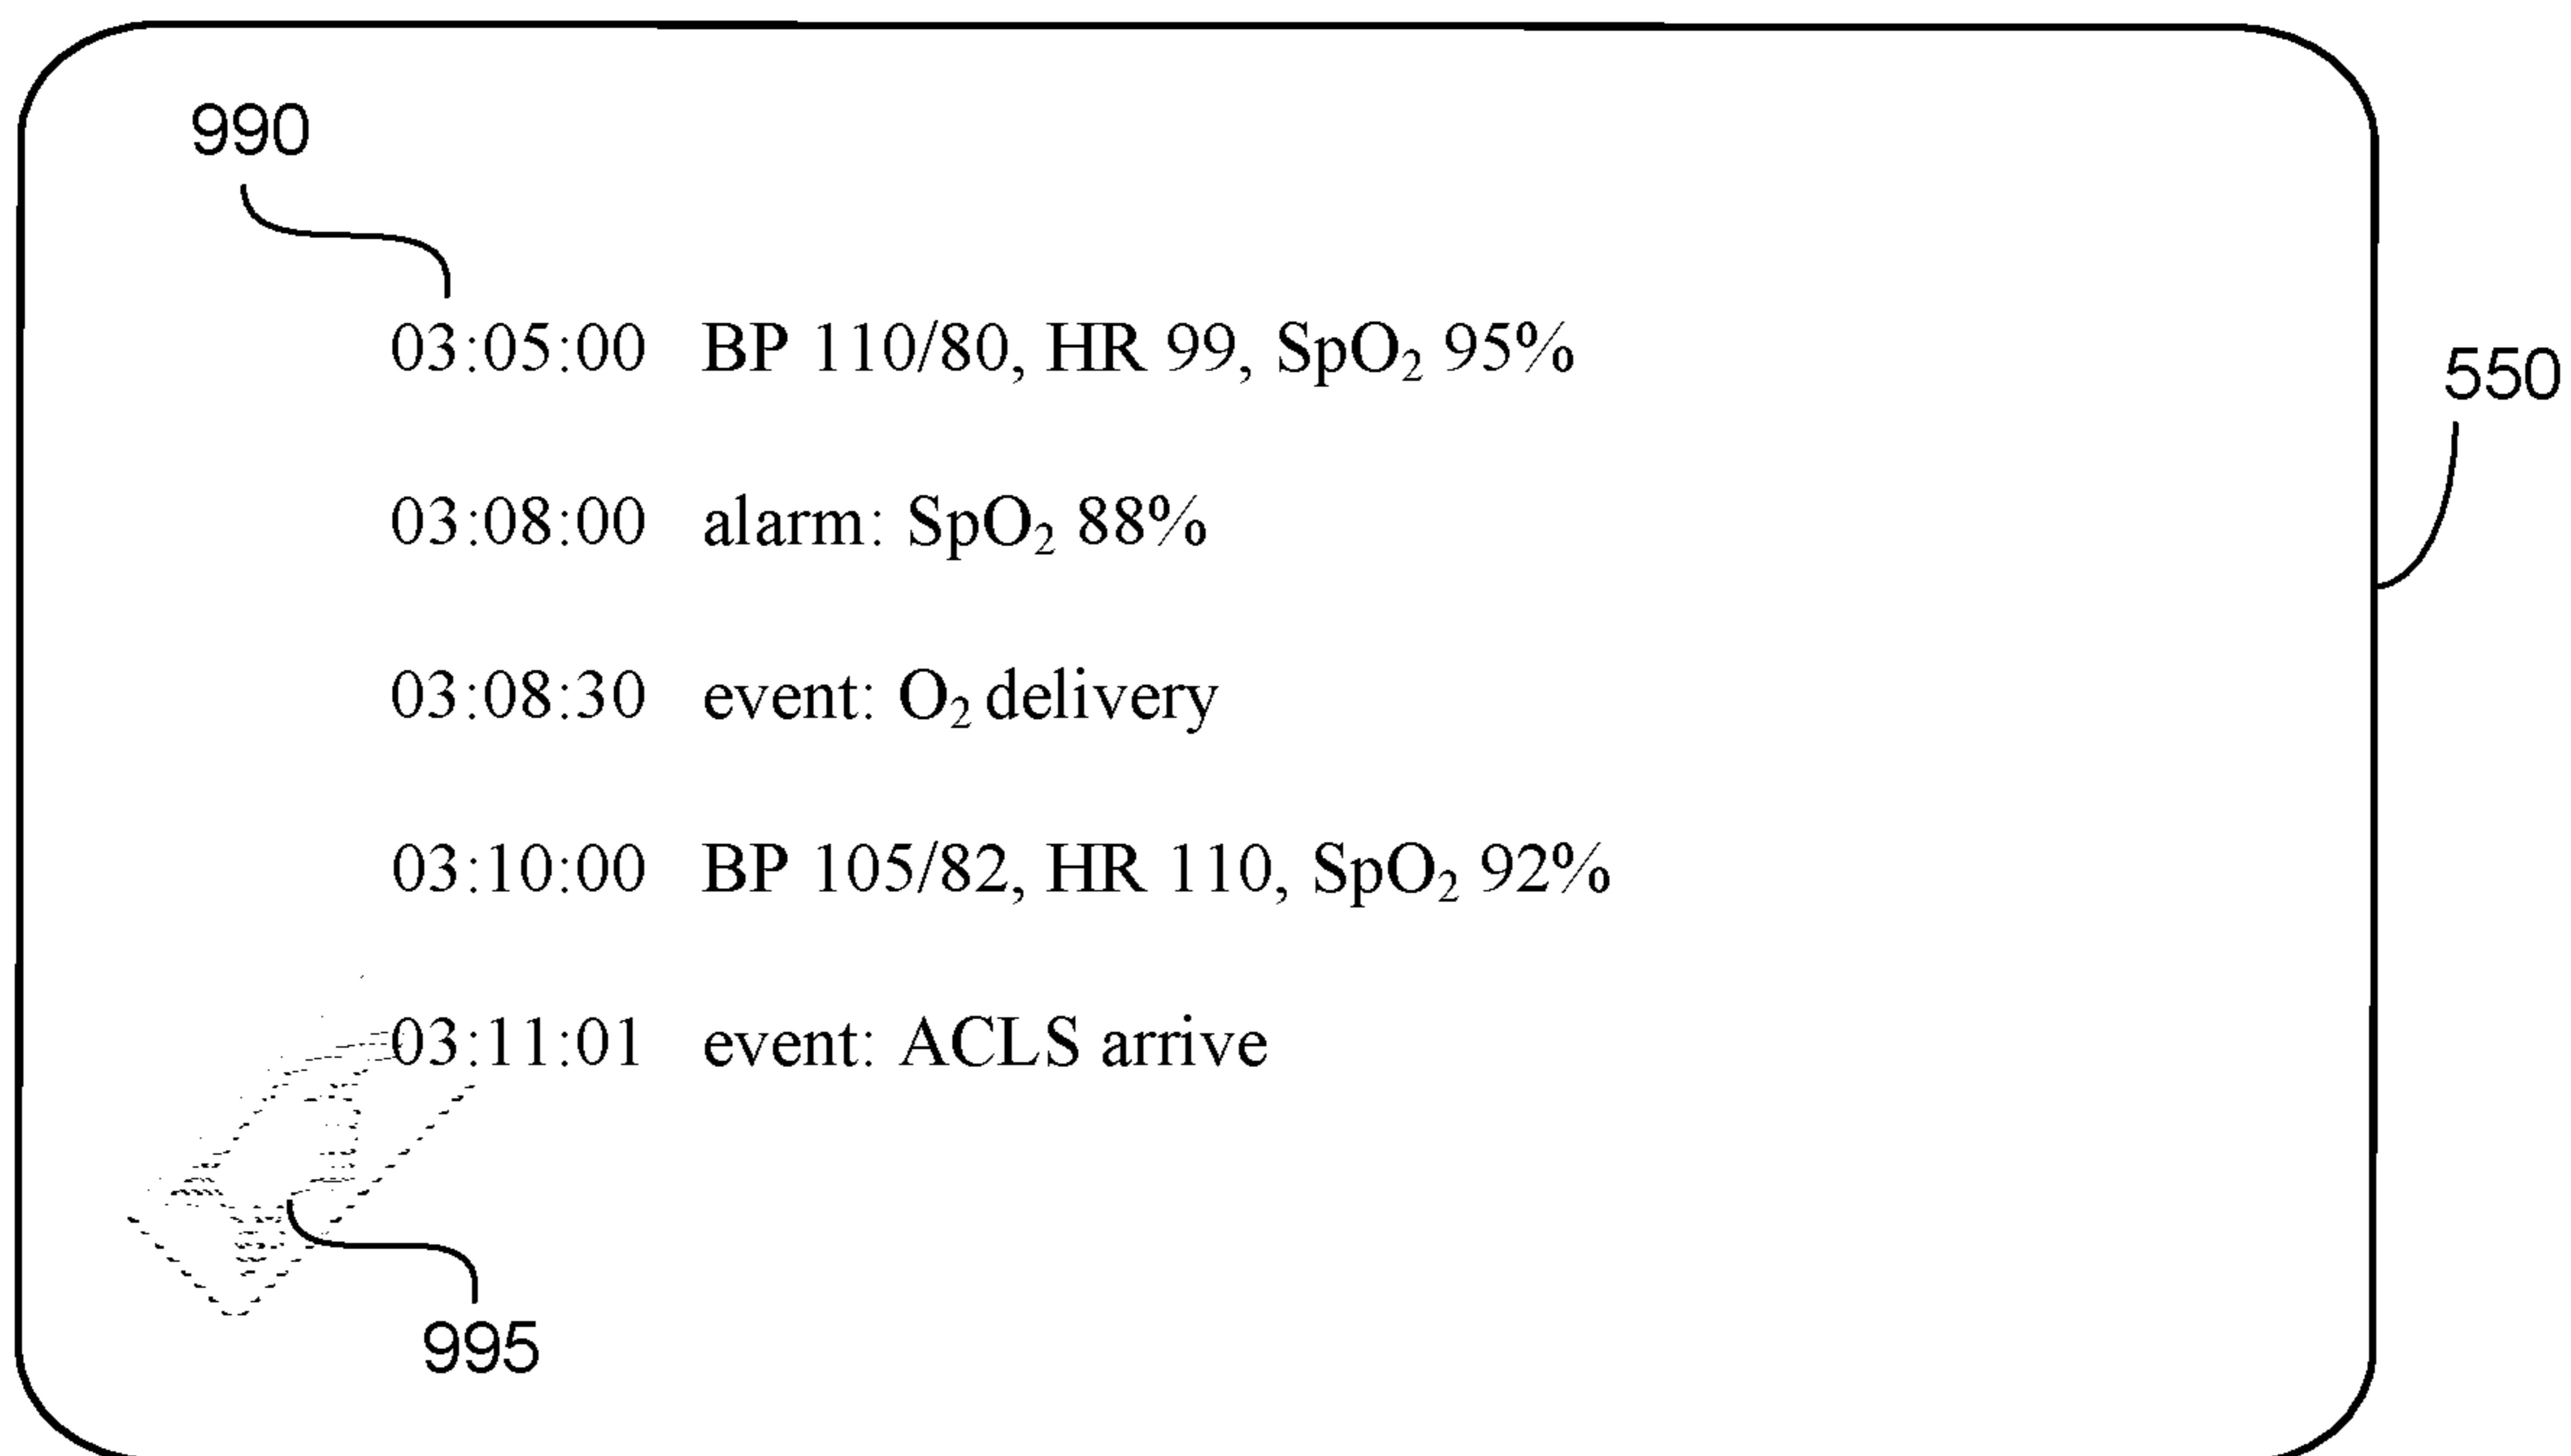 990
03:05:00 BP 110/80, HR 99, SpO₂ 95%
550
03:08:00 alarm: SpO₂ 88%
03:08:30 event: O₂ delivery
03:10:00 BP 105/82, HR 110, SpO₂ 92%
03:11:01 event: ACLS arrive
995